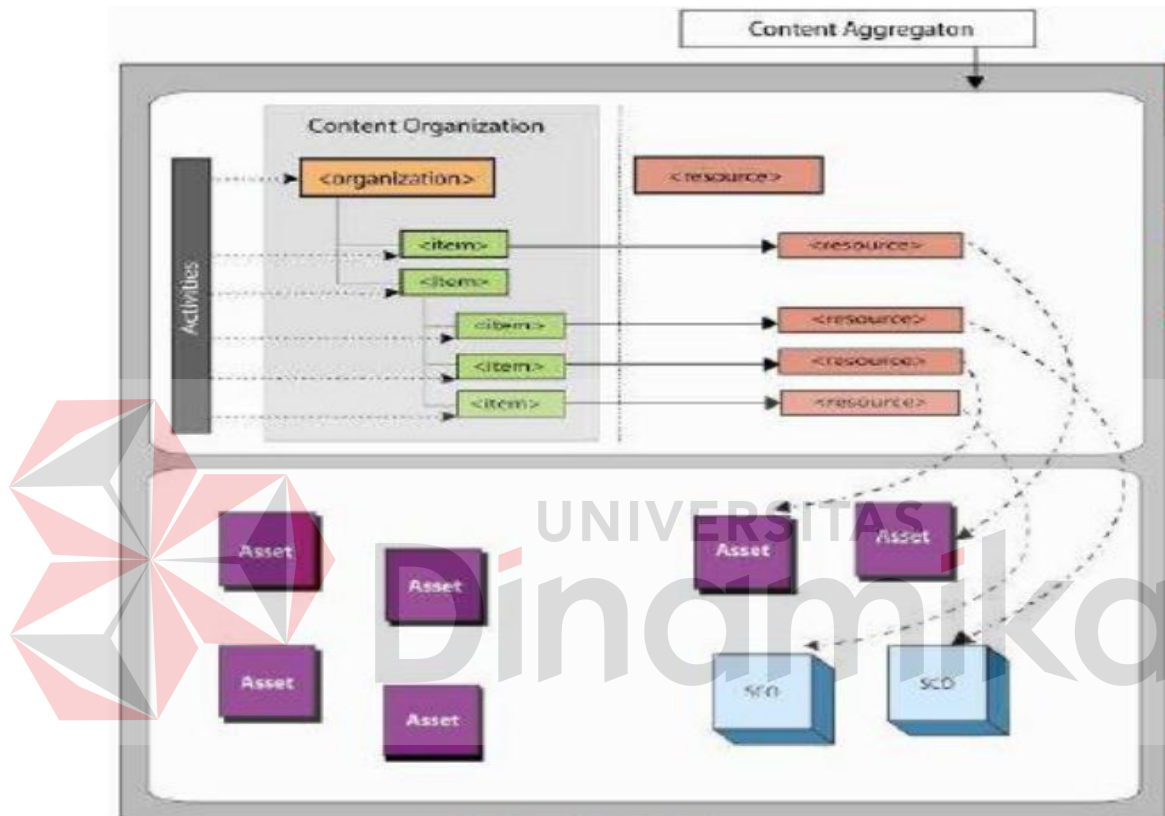 Content Aggregaton
Content Organization
<organization>
<resource>
<item>
<resource>
<item>
Activities
<item>
<resource>
<item>
<resource>
<item>
<resource>
UNIVERSITAS
Dinamika
Asset
Asset
Asset
Asset
Asset
Asset
SCO
SCO